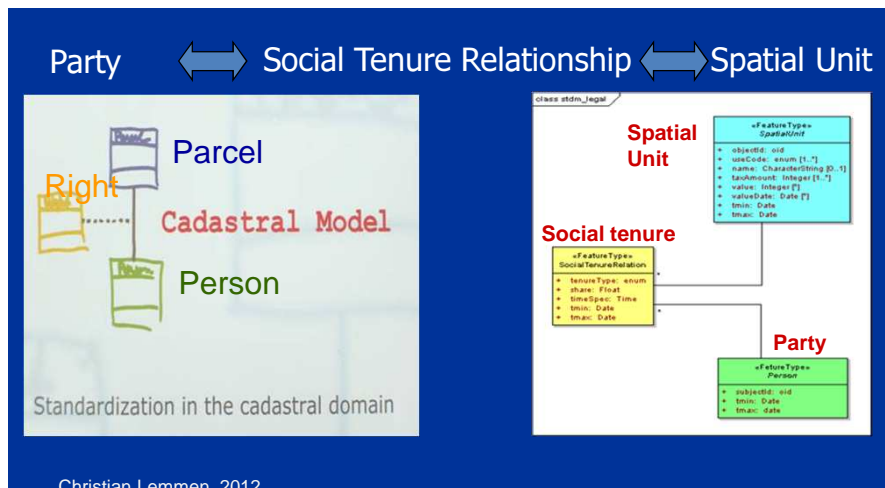 Party Social Tenure Relationship Spatial Unit
Parcel
Right
Cadastral Model
Person
Standardization in the cadastral domain
class stdm_legal
Spatial
Unit
«FeatureType»
SpatialUnit
+ objectId: oid
+ useCode: enum [1..*]
+ name: CharacterString [0..1]
+ taxAmount: Integer [1..*]
+ value: Integer [*]
+ valueDate: Date [*]
+ tmin: Date
+ tmax: Date
Social tenure
«FeatureType»
SocialTenureRelation
+ tenureType: enum
+ share: Float
+ timeSpec: Time
+ tmin: Date
+ tmax: Date
*
*
Party
«FetureType»
Person
+ subjectId: oid
+ tmin: Date
+ tmax: date
Christian Lemmen, 2012